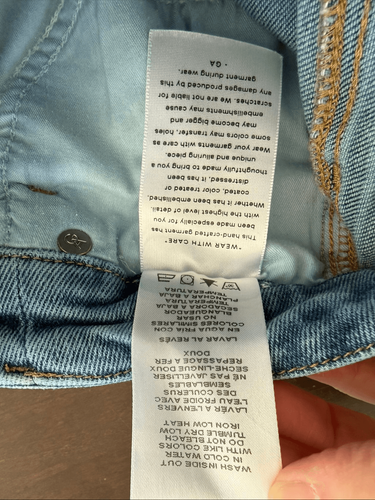 WASH INSIDE OUT
IN COLD WATER
WITH LIKE COLORS
DO NOT BLEACH
TUMBLE DRY LOW
IRON LOW HEAT
LAVER À L'ENVERS
L'EAU FROIDE AVEC
DES COULEURS
SEMBLABLES
NE PAS JAVELLISER
SÈCHE-LINGE DOUX
REPASSAGE À FER
DOUX
LAVAR AL REVÉS
EN AGUA FRÍA CON
COLORES SIMILARES
NO USAR
BLANQUEADOR
SECADORA A BAJA
TEMPERATURA
PLANCHAR A BAJA
TEMPERATURA
"WEAR WITH CARE"
This hand-crafted garment has
been especially made for you
with the highest level of detail.
Whether it has been embellished,
coated, color treated or
distressed, it has been
thoughtfully made to bring you a
unique and alluring piece.
Wear garments with care as
some colors may transfer, holes
may become bigger and
embellishments may cause
scratches. We are not liable for
any damages produced by this
garment during wear.
- GA